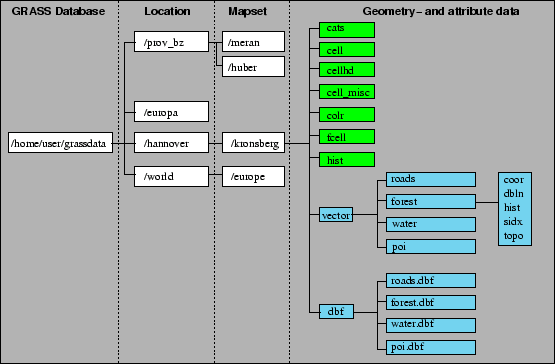 GRASS Database Location Mapset Geometry – and attribute data
/home/user/grassdata
/prov_bz
/europa
/hannover
/world
/meran
/huber
/kronsberg
/europe
cats
cell
cellhd
cell_misc
colr
fcell
hist
vector
roads
forest
water
poi
coor
dbln
hist
sidx
topo
dbf
roads.dbf
forest.dbf
water.dbf
poi.dbf